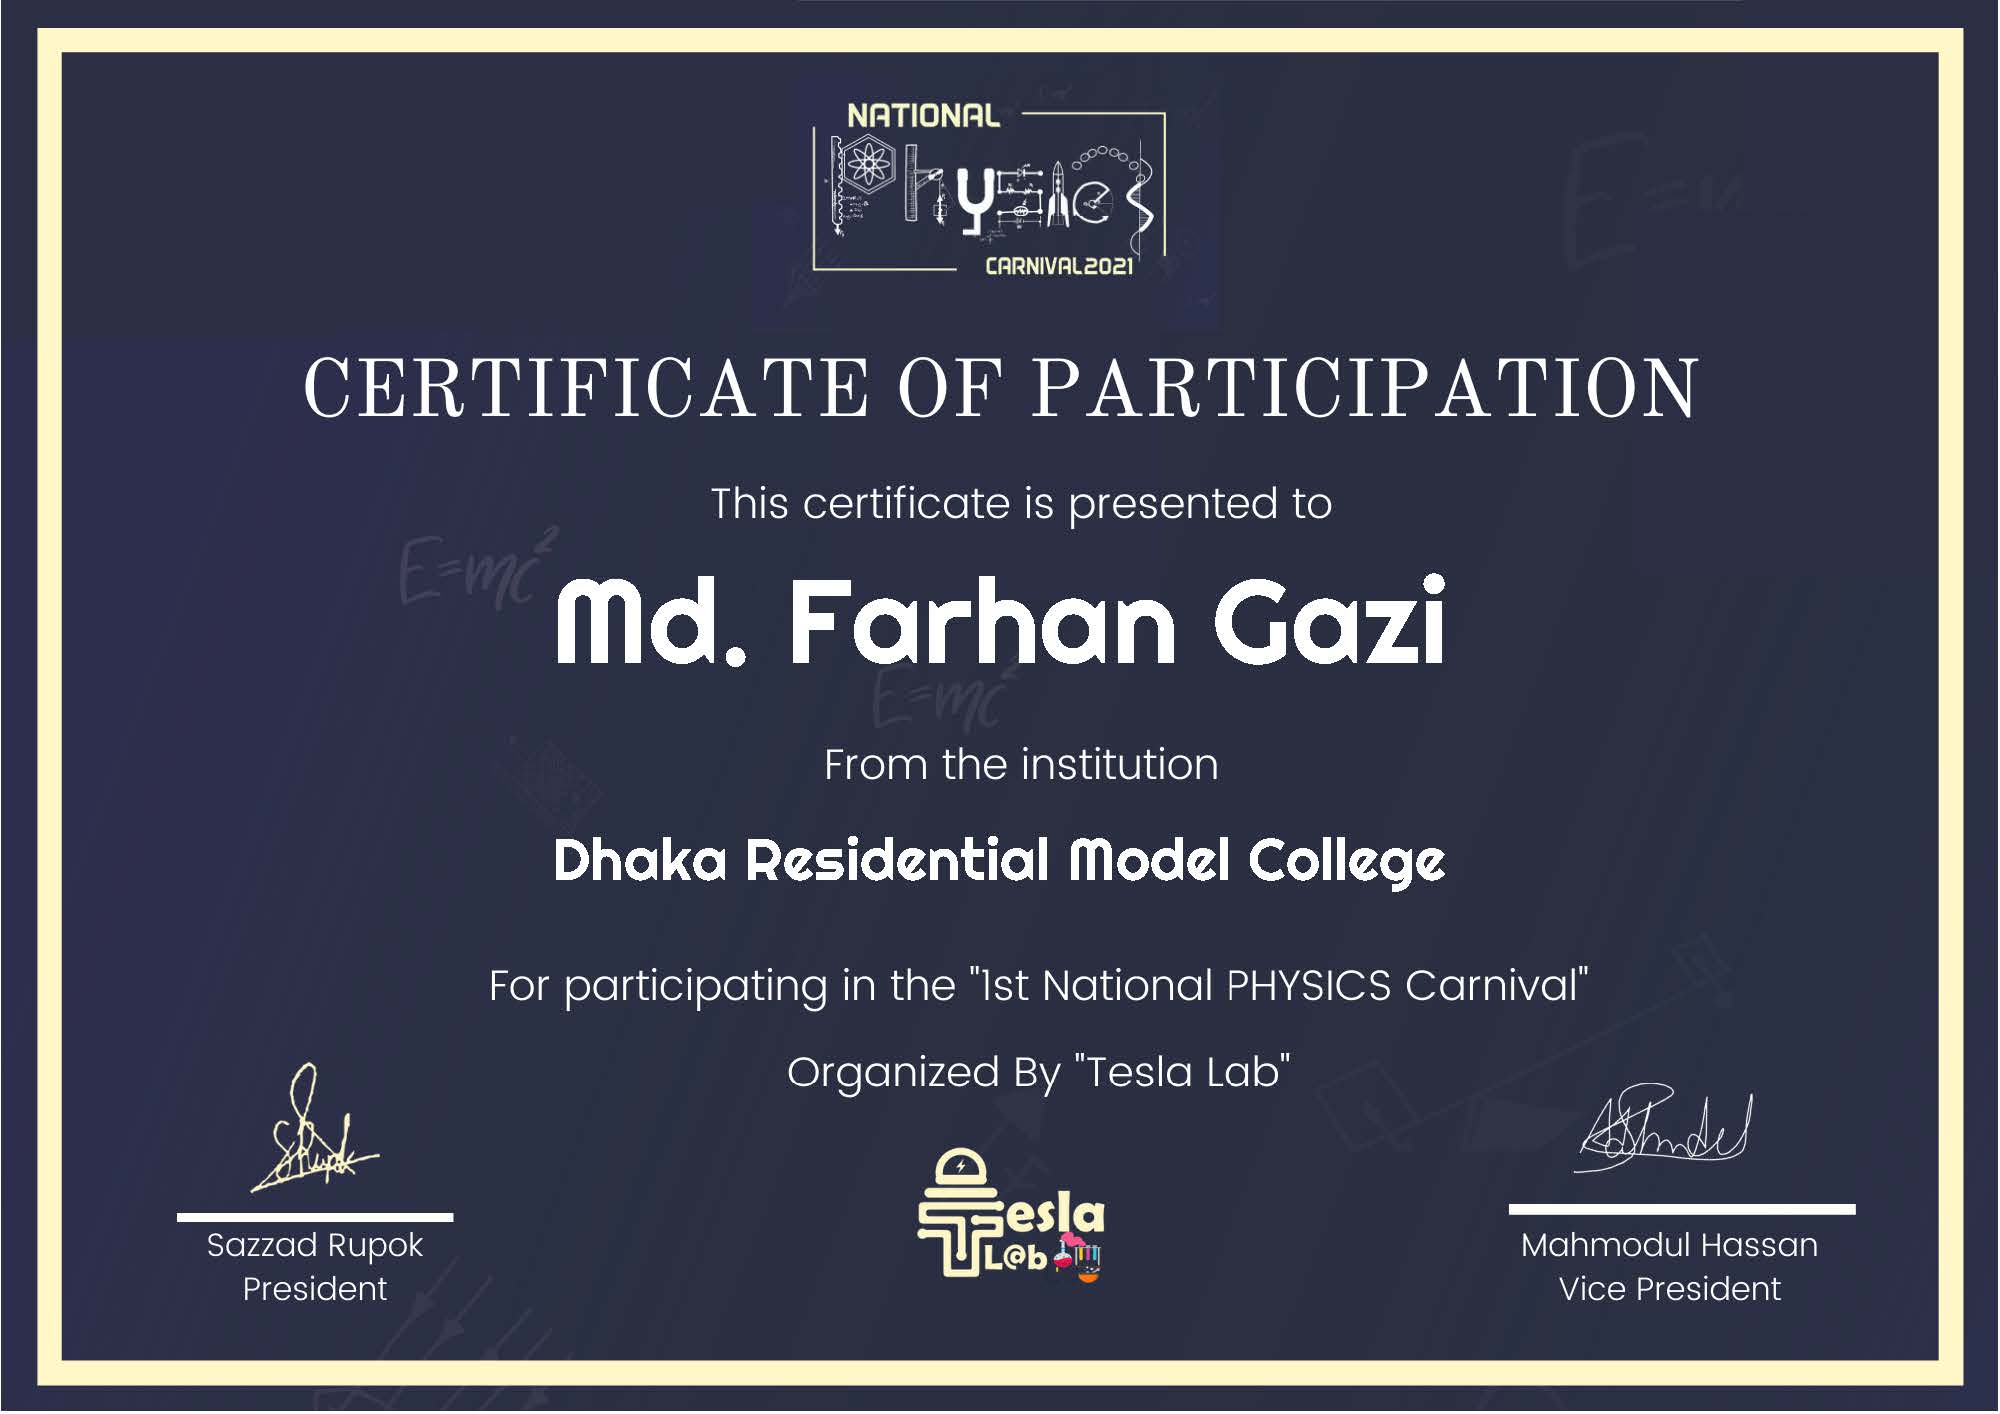 NATIONAL
PHYSICS
CARNIVAL2021
CERTIFICATE OF PARTICIPATION
This certificate is presented to
E=mc²
Md. Farhan Gazi
E=mc²
From the institution
Dhaka Residential Model College
For participating in the "1st National PHYSICS Carnival"
Organized By "Tesla Lab"
Tesla
L@b
Sazzad Rupok
President
Mahmodul Hassan
Vice President